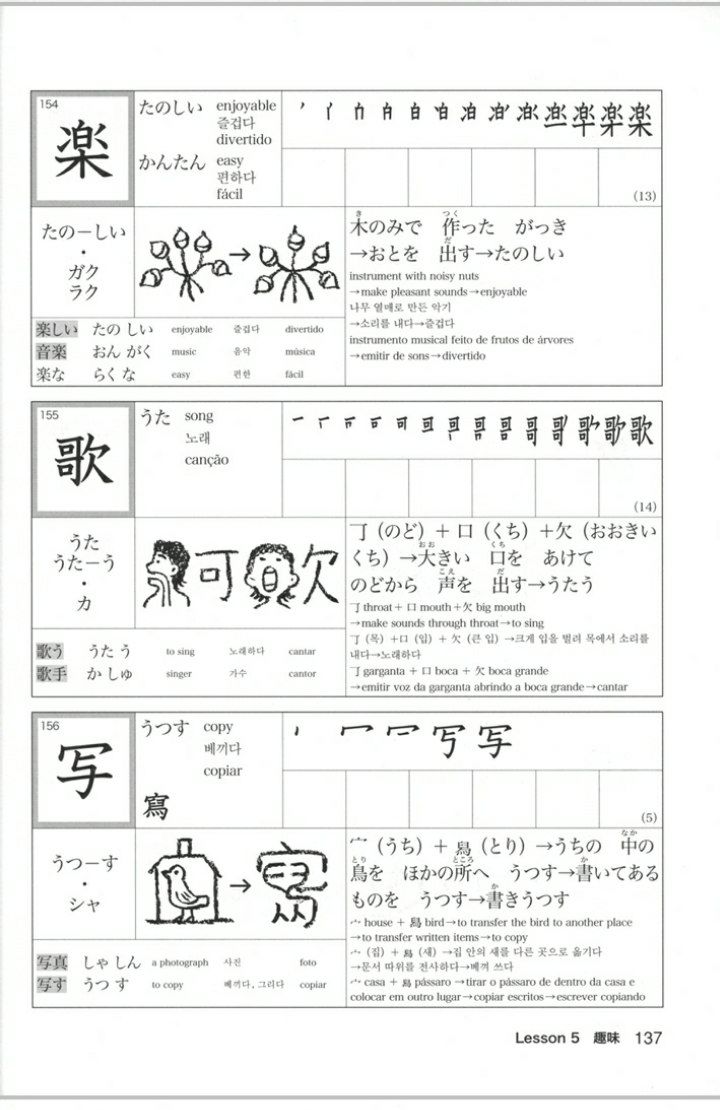 154
楽
たのしい enjoyable
즐겁다
divertido
かんたん easy
편하다
fácil
(13)
たの－しい
・
ガク
ラク
木のみで 作った がっき
→おとを 出す→たのしい
instrument with noisy nuts
→make pleasant sounds→enjoyable
나무 열매로 만든 악기
→소리를 내다→즐겁다
instrumento musical feito de frutos de árvores
→emitir de sons→divertido
楽しい たの しい enjoyable 즐겁다 divertido
音楽 おん がく music 음악 música
楽な らく な easy 편한 fácil
155
歌
うた song
노래
canção
(14)
うた
うた－う
・
カ
可 欠
丁（のど）＋口（くち）＋欠（おおきい
くち）→大きい 口を あけて
のどから 声を 出す→うたう
丁 throat＋口 mouth＋欠 big mouth
→make sounds through throat→to sing
丁 (목) ＋口 (입) ＋ 欠 (큰 입) →크게 입을 벌려 목에서 소리를
내다→노래하다
丁 garganta＋口 boca＋欠 boca grande
→emitir voz da garganta abrindo a boca grande→cantar
歌う うた う to sing 노래하다 cantar
歌手 か しゅ singer 가수 cantor
156
写
うつす copy
베끼다
copiar
寫
(5)
うつ－す
・
シャ
宀（うち）＋鳥（とり）→うちの 中の
鳥を ほかの所へ うつす→書いてある
ものを うつす→書きうつす
宀 house＋鳥 bird→to transfer the bird to another place
→to transfer written items→to copy
宀 (집) ＋鳥 (새) →집 안의 새를 다른 곳으로 옮기다
→문서 따위를 전사하다→베껴 쓰다
宀 casa＋鳥 pássaro→tirar o pássaro de dentro da casa e
colocar em outro lugar→copiar escritos→escrever copiando
写真 しゃ しん a photograph 사진 foto
写す うつ す to copy 베끼다, 그리다 copiar
Lesson 5 趣味 137